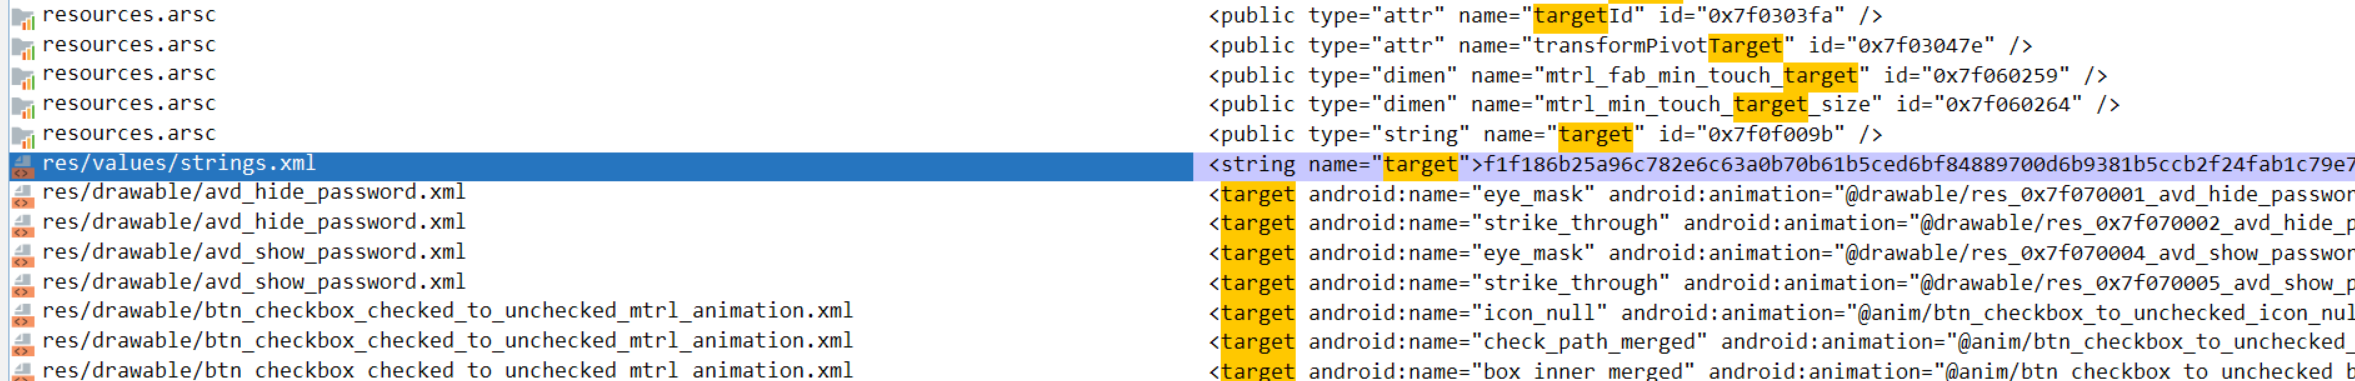 resources.arsc <public type="attr" name="targetId" id="0x7f0303fa" />
resources.arsc <public type="attr" name="transformPivotTarget" id="0x7f03047e" />
resources.arsc <public type="dimen" name="mtrl_fab_min_touch_target" id="0x7f060259" />
resources.arsc <public type="dimen" name="mtrl_min_touch_target_size" id="0x7f060264" />
resources.arsc <public type="string" name="target" id="0x7f0f009b" />
res/values/strings.xml <string name="target">f1f186b25a96c782e6c63a0b70b61b5ced6bf84889700d6b9381b5ccb2f24fab1c79e7
res/drawable/avd_hide_password.xml <target android:name="eye_mask" android:animation="@drawable/res_0x7f070001_avd_hide_passwor
res/drawable/avd_hide_password.xml <target android:name="strike_through" android:animation="@drawable/res_0x7f070002_avd_hide_p
res/drawable/avd_show_password.xml <target android:name="eye_mask" android:animation="@drawable/res_0x7f070004_avd_show_passwor
res/drawable/avd_show_password.xml <target android:name="strike_through" android:animation="@drawable/res_0x7f070005_avd_show_p
res/drawable/btn_checkbox_checked_to_unchecked_mtrl_animation.xml <target android:name="icon_null" android:animation="@anim/btn_checkbox_to_unchecked_icon_nul
res/drawable/btn_checkbox_checked_to_unchecked_mtrl_animation.xml <target android:name="check_path_merged" android:animation="@anim/btn_checkbox_to_unchecked_
res/drawable/btn_checkbox_checked_to_unchecked_mtrl_animation.xml <target android:name="box_inner_merged" android:animation="@anim/btn_checkbox_to_unchecked_b